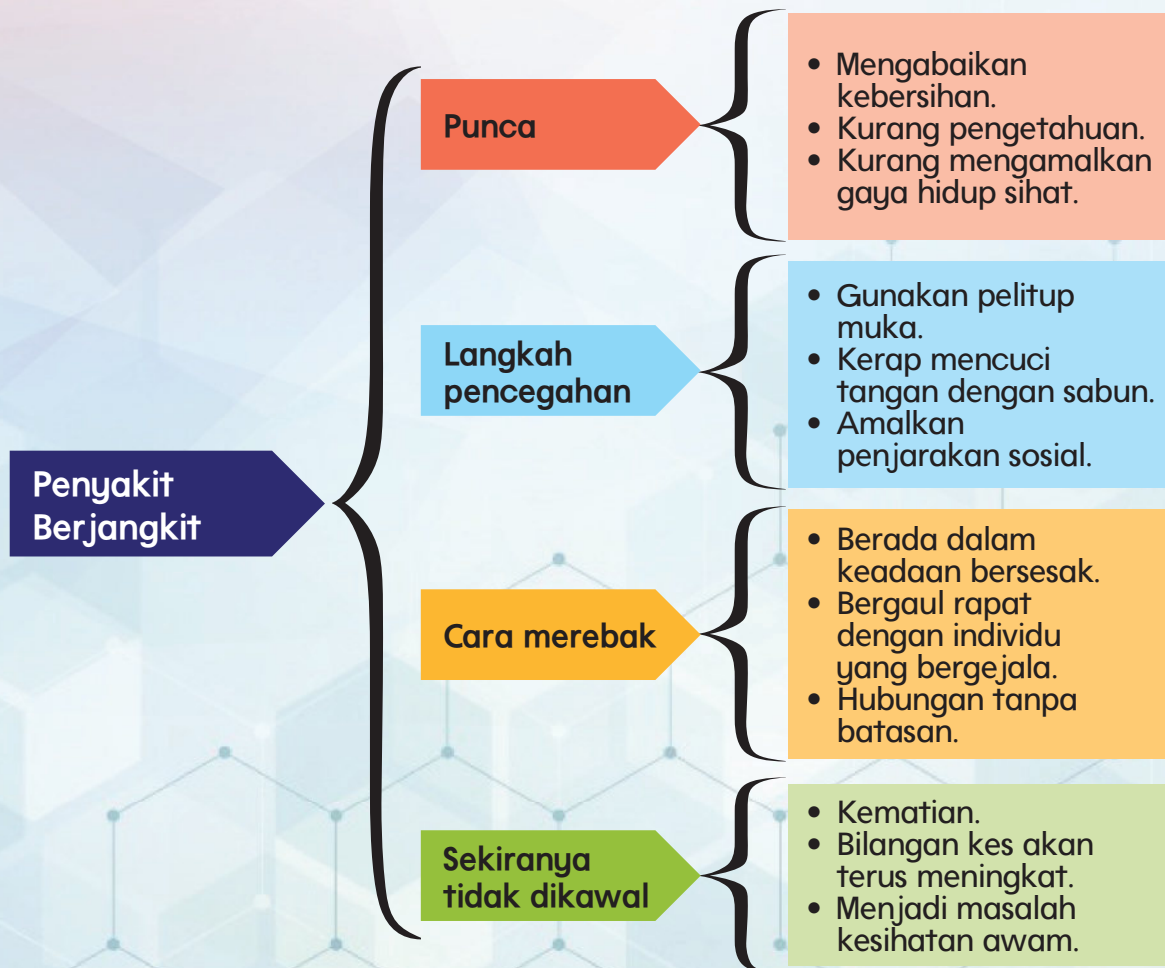 Penyakit
Berjangkit
Punca
• Mengabaikan
kebersihan.
• Kurang pengetahuan.
• Kurang mengamalkan
gaya hidup sihat.
Langkah
pencegahan
• Gunakan pelitup
muka.
• Kerap mencuci
tangan dengan sabun.
• Amalkan
penjarakan sosial.
Cara merebak
• Berada dalam
keadaan bersesak.
• Bergaul rapat
dengan individu
yang bergejala.
• Hubungan tanpa
batasan.
Sekiranya
tidak dikawal
• Kematian.
• Bilangan kes akan
terus meningkat.
• Menjadi masalah
kesihatan awam.